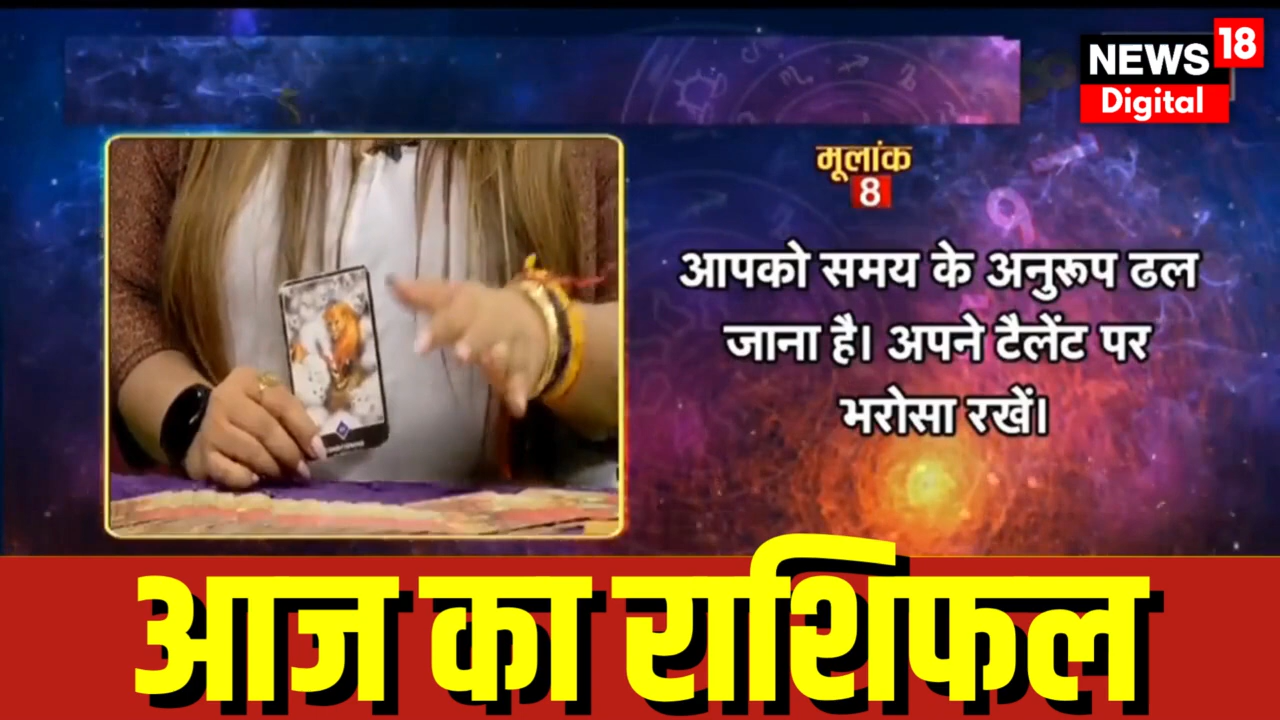 NEWS 18
Digital
मूलांक
8
आपको समय के अनुरूप ढल
जाना है। अपने टैलेंट पर
भरोसा रखें।
आज का राशिफल